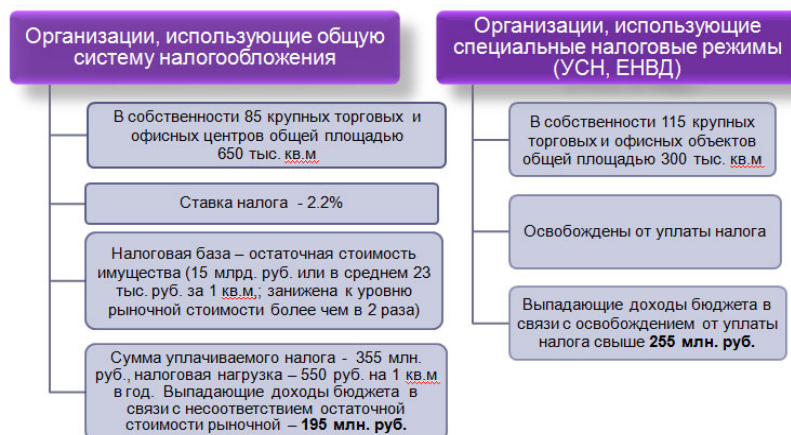 Организации, использующие общую
систему налогообложения
В собственности 85 крупных торговых и
офисных центров общей площадью
650 тыс. кв.м
Ставка налога - 2.2%
Налоговая база – остаточная стоимость
имущества (15 млрд. руб. или в среднем 23
тыс. руб. за 1 кв.м,; занижена к уровню
рыночной стоимости более чем в 2 раза)
Сумма уплачиваемого налога - 355 млн.
руб., налоговая нагрузка – 550 руб. на 1 кв.м
в год. Выпадающие доходы бюджета в
связи с несоответствием остаточной
стоимости рыночной – 195 млн. руб.
Организации, использующие
специальные налоговые режимы
(УСН, ЕНВД)
В собственности 115 крупных
торговых и офисных объектов
общей площадью 300 тыс. кв.м
Освобождены от уплаты налога
Выпадающие доходы бюджета в
связи с освобождением от уплаты
налога свыше 255 млн. руб.